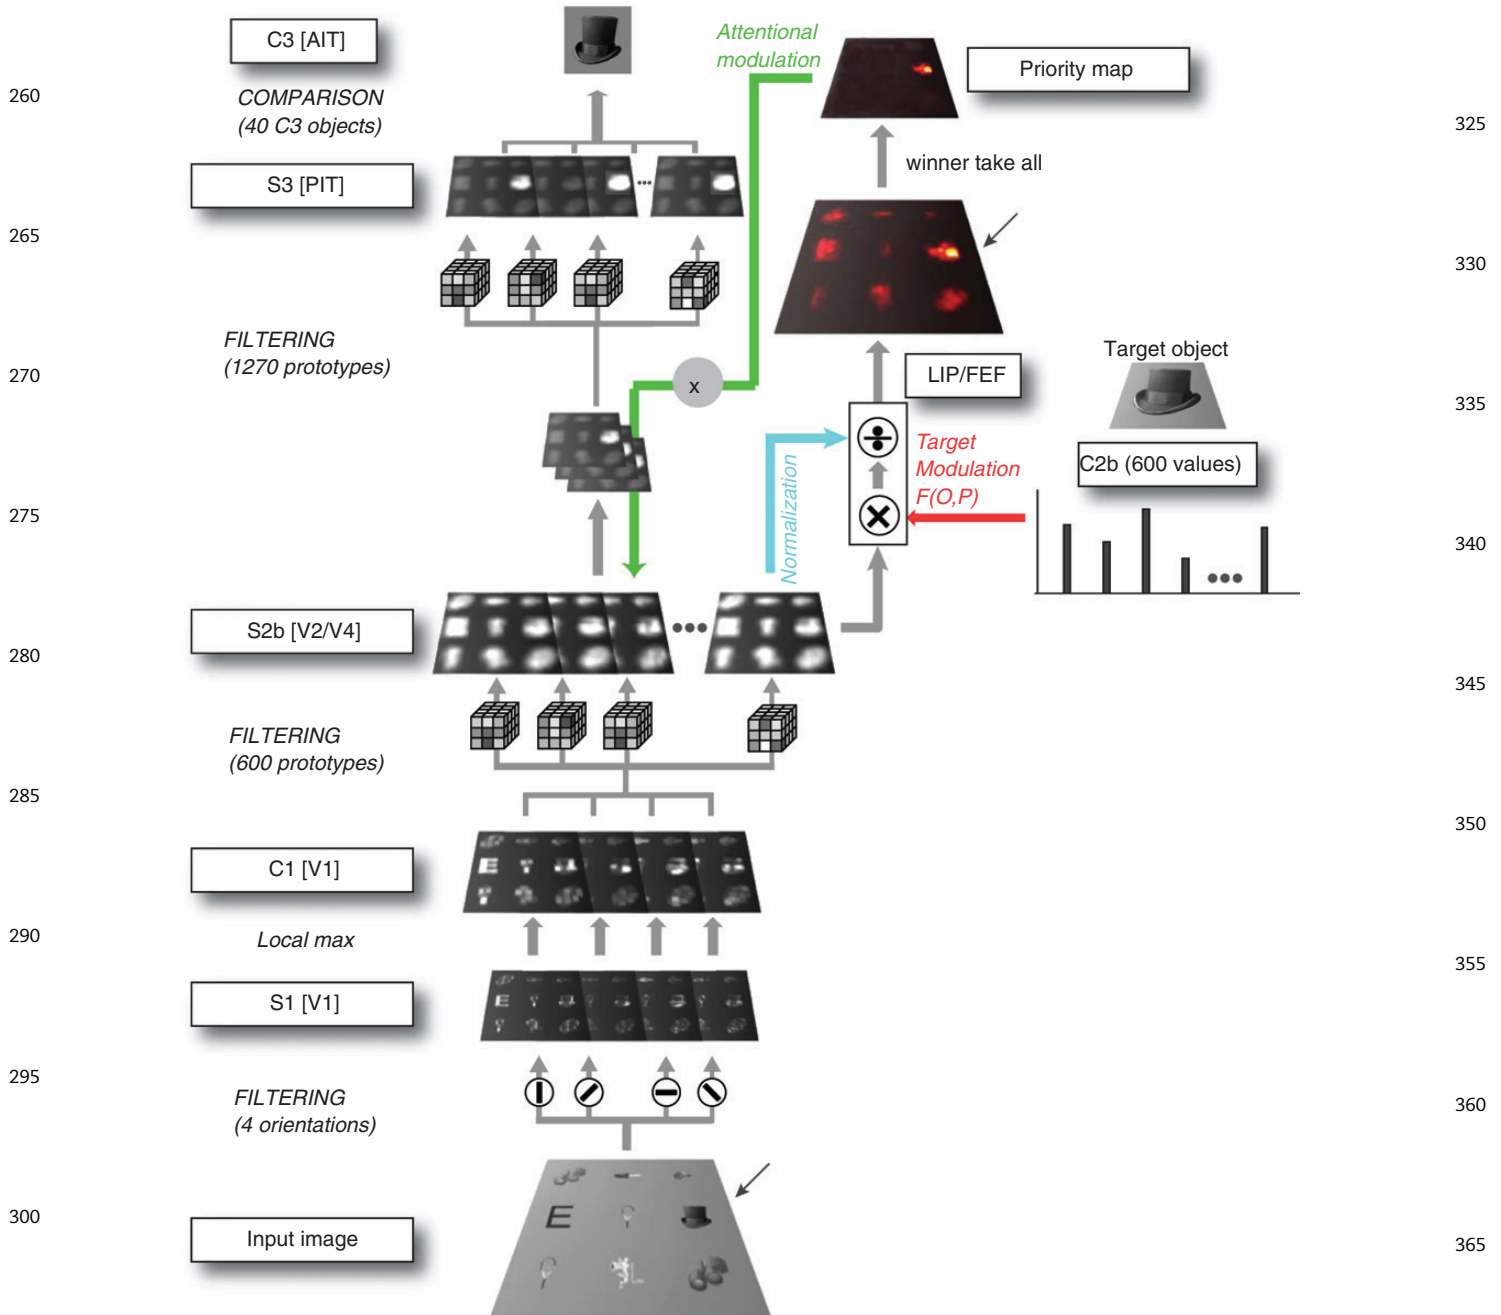 C3 [AIT]
COMPARISON
(40 C3 objects)
S3 [PIT]
FILTERING
(1270 prototypes)
S2b [V2/V4]
FILTERING
(600 prototypes)
C1 [V1]
Local max
S1 [V1]
FILTERING
(4 orientations)
Input image
E
Attentional
modulation
x
Normalization
Priority map
winner take all
LIP/FEF
Target
Modulation
F(O,P)
Target object
C2b (600 values)
260
265
270
275
280
285
290
295
300
325
330
335
340
345
350
355
360
365